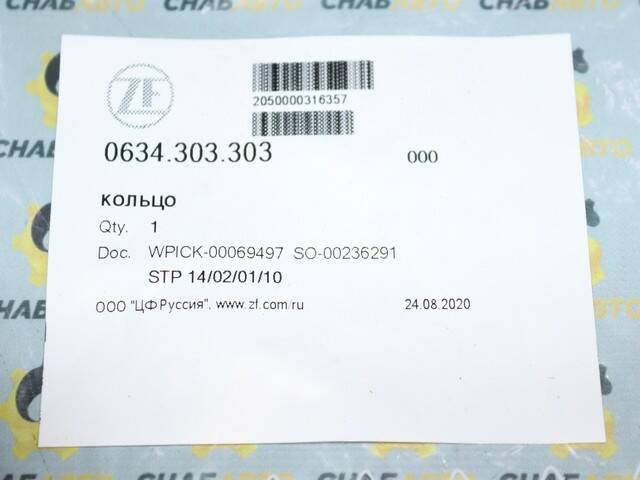 СНАБАВТО СНАБАВТО
ZF
2050000316357
0634.303.303 000
кольцо
Qty. 1
Doc. WPICK-00069497 SO-00236291
STP 14/02/01/10
ООО "ЦФ Руссия", www.zf.com/ru 24.08.2020